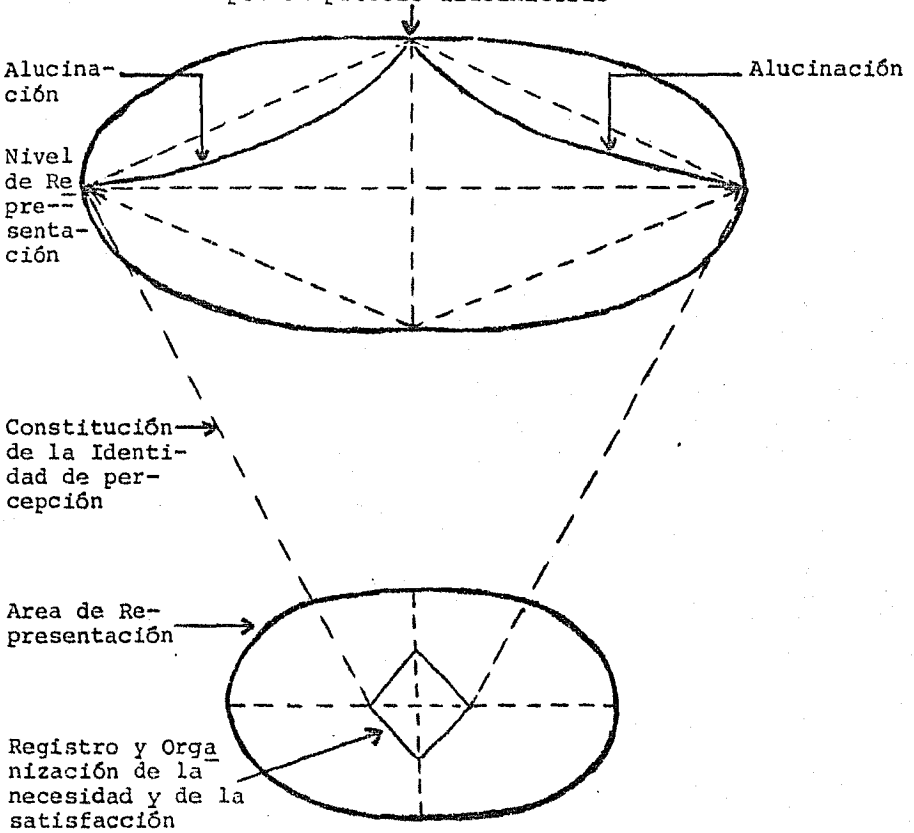 Alucina-
ción
Alucinación
Nivel
de Re
pre--
senta-
ción
Constitución
de la Identi-
dad de per-
cepción
Area de Re-
presentación
Registro y Orga
nización de la
necesidad y de la
satisfacción